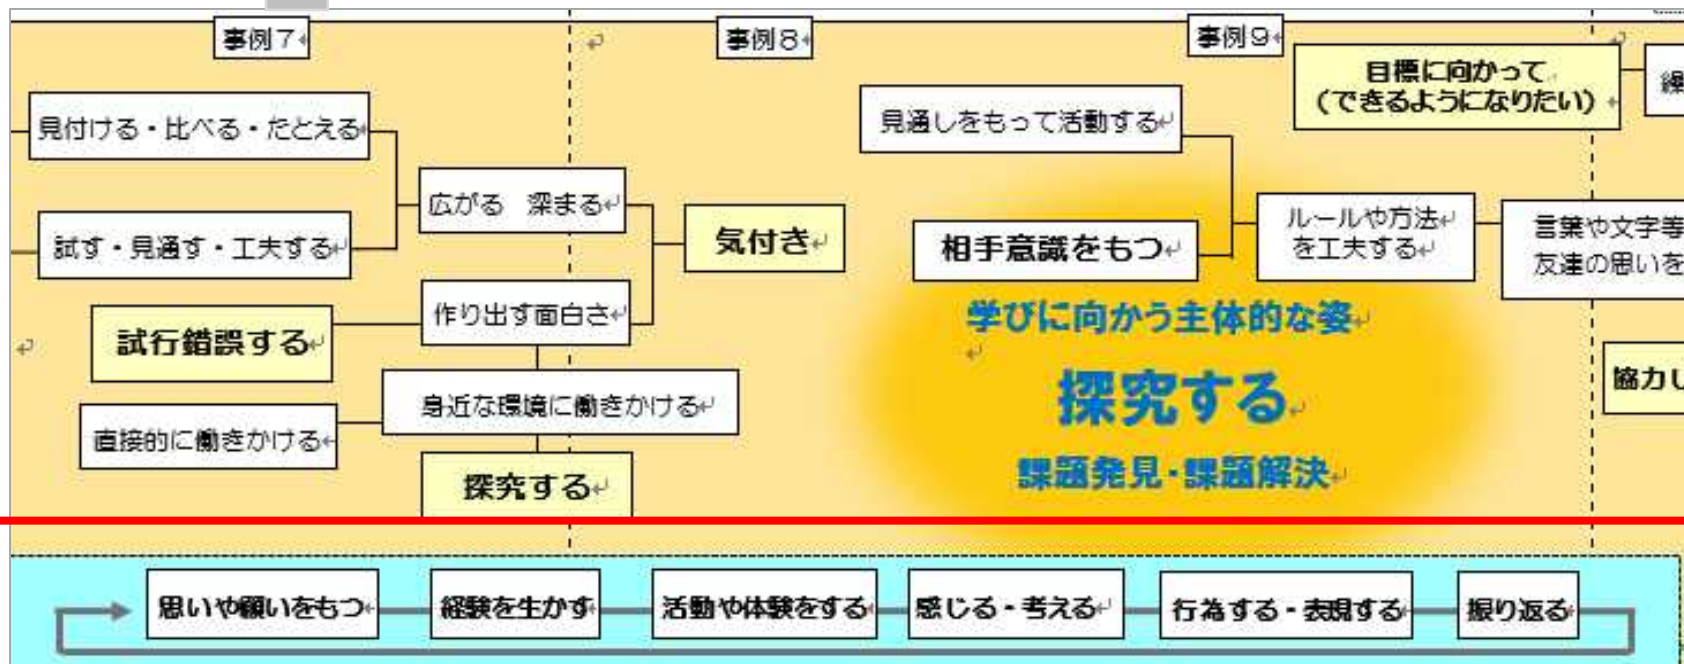 事例7
事例8
事例9
目標に向かって
（できるようになりたい）
見付ける・比べる・たとえる
見通しをもって活動する
広がる　深まる
試す・見通す・工夫する
気付き
相手意識をもつ
ルールや方法
を工夫する
言葉や文字等
友達の思いを
作り出す面白さ
試行錯誤する
学びに向かう主体的な姿
探究する
身近な環境に働きかける
協力し
直接的に働きかける
探究する
課題発見・課題解決
思いや願いをもつ
経験を生かす
活動や体験をする
感じる・考える
行為する・表現する
振り返る